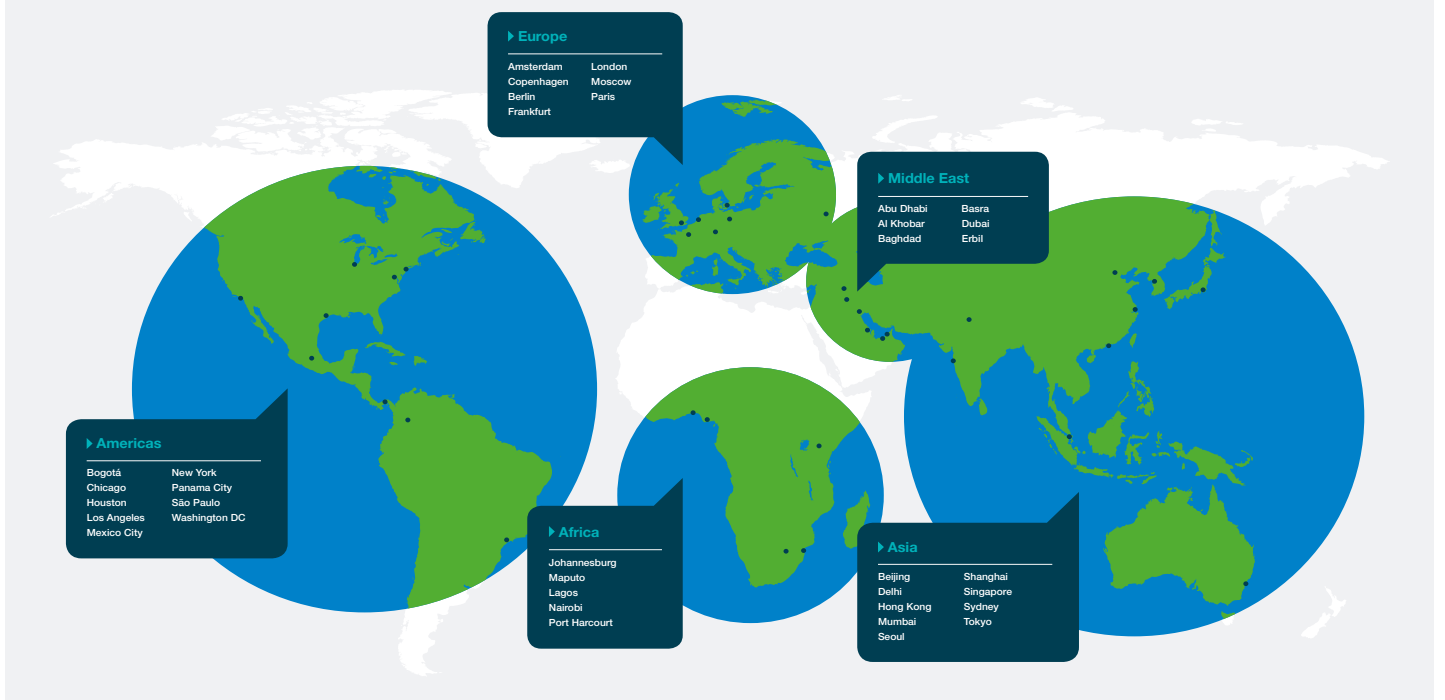 Europe
Amsterdam
Copenhagen
Berlin
Frankfurt
London
Moscow
Paris
Middle East
Abu Dhabi
Al Khobar
Baghdad
Basra
Dubai
Erbil
Americas
Bogotá
Chicago
Houston
Los Angeles
Mexico City
New York
Panama City
São Paulo
Washington DC
Africa
Johannesburg
Maputo
Lagos
Nairobi
Port Harcourt
Asia
Beijing
Delhi
Hong Kong
Mumbai
Seoul
Shanghai
Singapore
Sydney
Tokyo